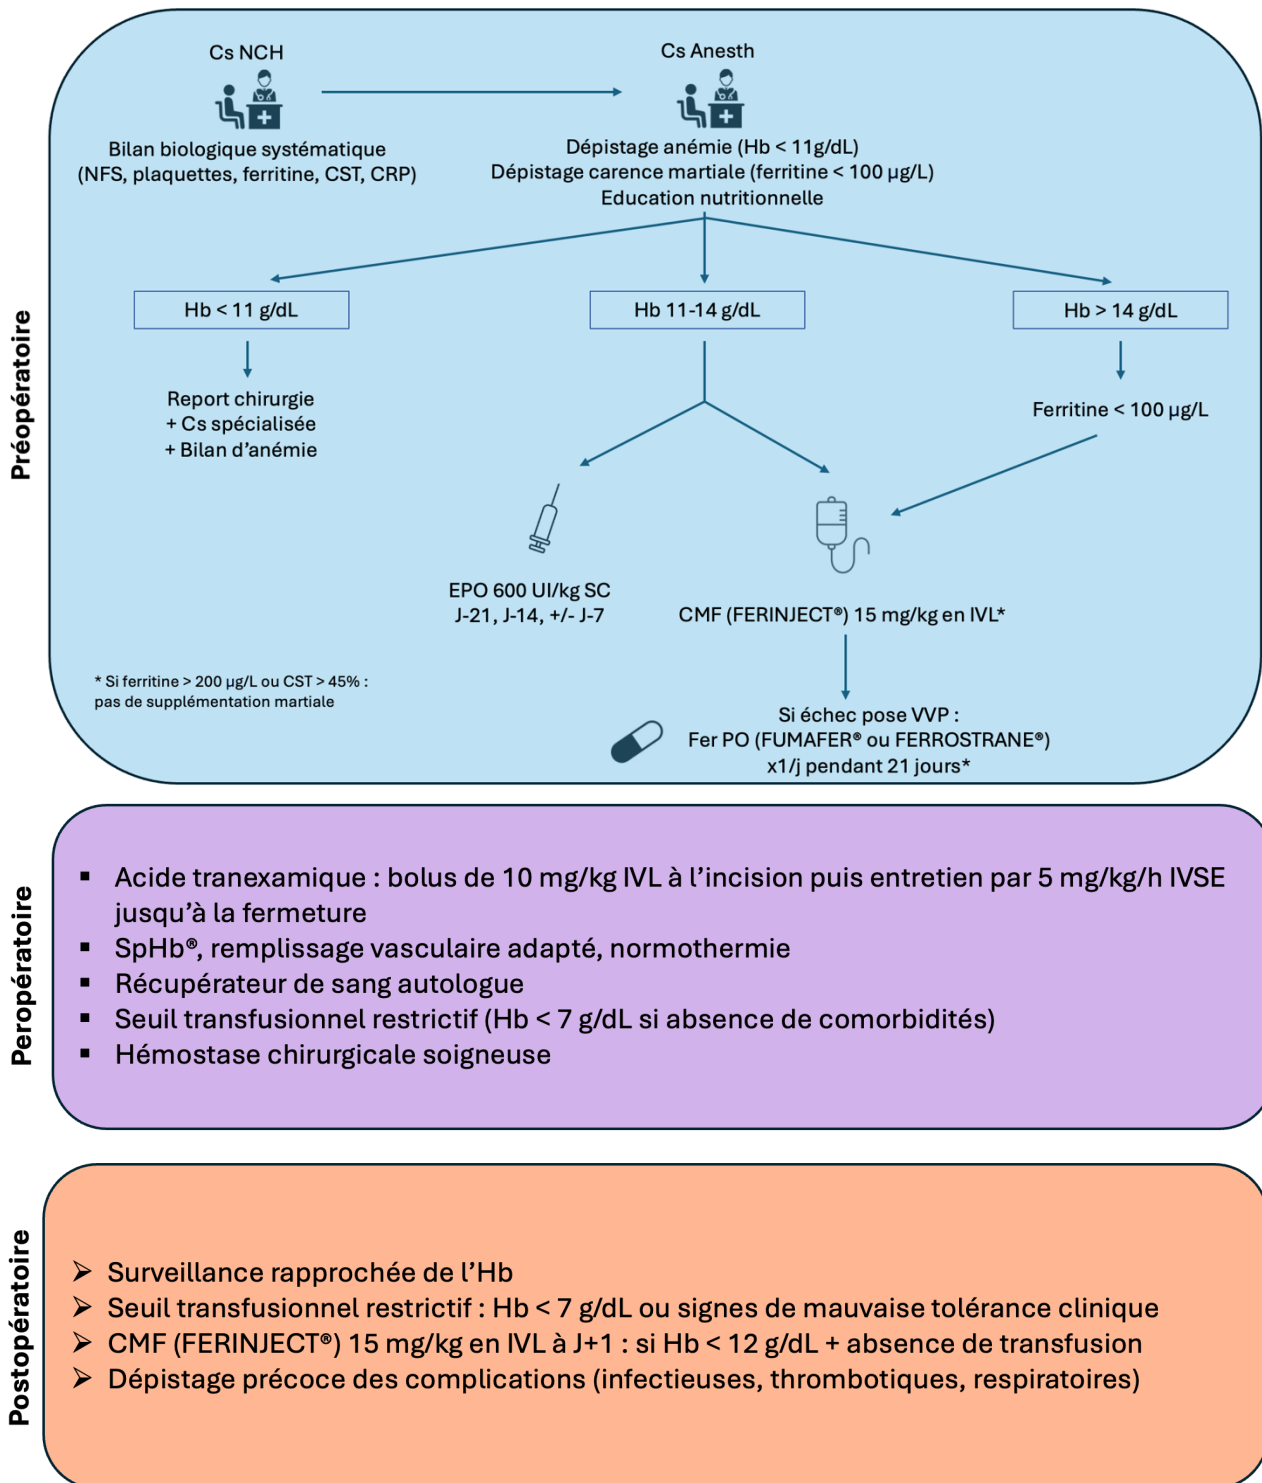 Préopératoire
Cs NCH
Bilan biologique systématique
(NFS, plaquettes, ferritine, CST, CRP)
Cs Anesth
Dépistage anémie (Hb < 11g/dL)
Dépistage carence martiale (ferritine < 100 µg/L)
Education nutritionnelle
Hb < 11 g/dL
Hb 11-14 g/dL
Hb > 14 g/dL
Report chirurgie
+ Cs spécialisée
+ Bilan d’anémie
Ferritine < 100 µg/L
EPO 600 UI/kg SC
J-21, J-14, +/- J-7
CMF (FERINJECT®) 15 mg/kg en IVL*
* Si ferritine > 200 µg/L ou CST > 45% :
pas de supplémentation martiale
Si échec pose VVP :
Fer PO (FUMAFER® ou FERROSTRANE®)
x1/j pendant 21 jours*
Peropératoire
▪ Acide tranexamique : bolus de 10 mg/kg IVL à l’incision puis entretien par 5 mg/kg/h IVSE
jusqu’à la fermeture
▪ SpHb®, remplissage vasculaire adapté, normothermie
▪ Récupérateur de sang autologue
▪ Seuil transfusionnel restrictif (Hb < 7 g/dL si absence de comorbidités)
▪ Hémostase chirurgicale soigneuse
Postopératoire
➢ Surveillance rapprochée de l’Hb
➢ Seuil transfusionnel restrictif : Hb < 7 g/dL ou signes de mauvaise tolérance clinique
➢ CMF (FERINJECT®) 15 mg/kg en IVL à J+1 : si Hb < 12 g/dL + absence de transfusion
➢ Dépistage précoce des complications (infectieuses, thrombotiques, respiratoires)